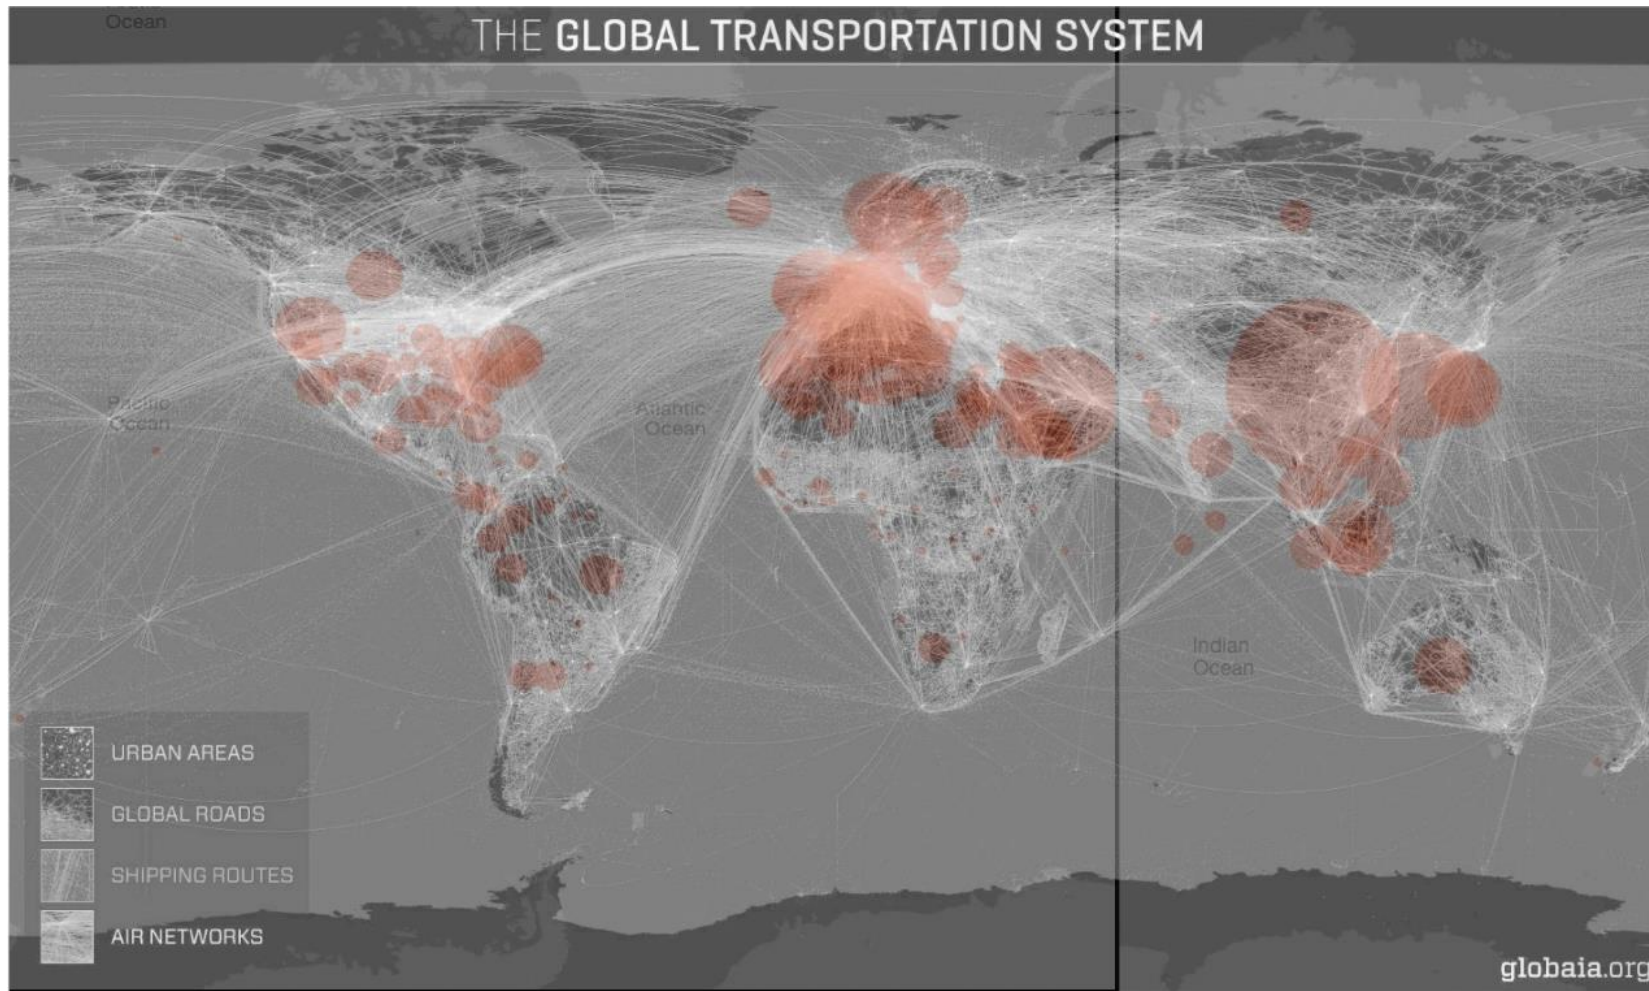 Ocean
THE GLOBAL TRANSPORTATION SYSTEM
Pacific
Ocean
Atlantic
Ocean
Indian
Ocean
URBAN AREAS
GLOBAL ROADS
SHIPPING ROUTES
AIR NETWORKS
globaia.org